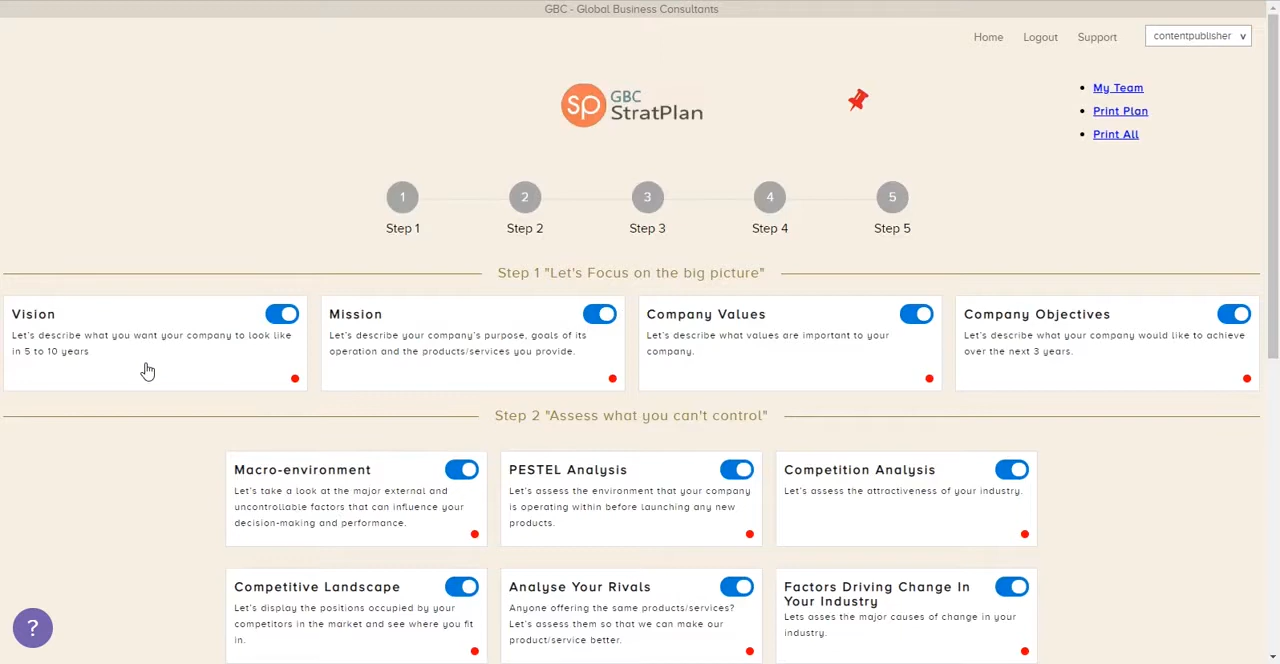 GBC - Global Business Consultants
Home Logout Support contentpublisher v
sp GBC
StratPlan
My Team
Print Plan
Print All
1 2 3 4 5
Step 1 Step 2 Step 3 Step 4 Step 5
Step 1 "Let's Focus on the big picture"
Vision
Let's describe what you want your company to look like
in 5 to 10 years
Mission
Let's describe your company's purpose, goals of its
operation and the products/services you provide.
Company Values
Let's describe what values are important to your
company.
Company Objectives
Let's describe what your company would like to achieve
over the next 3 years.
Step 2 "Assess what you can't control"
Macro-environment
Let's take a look at the major external and
uncontrollable factors that can influence your
decision-making and performance.
PESTEL Analysis
Let's assess the environment that your company
is operating within before launching any new
products.
Competition Analysis
Let's assess the attractiveness of your industry.
Competitive Landscape
Let's display the positions occupied by your
competitors in the market and see where you fit
in.
Analyse Your Rivals
Anyone offering the same products/services?
Let's assess them so that we can make our
product/service better.
Factors Driving Change In
Your Industry
Lets asses the major causes of change in your
industry.
?